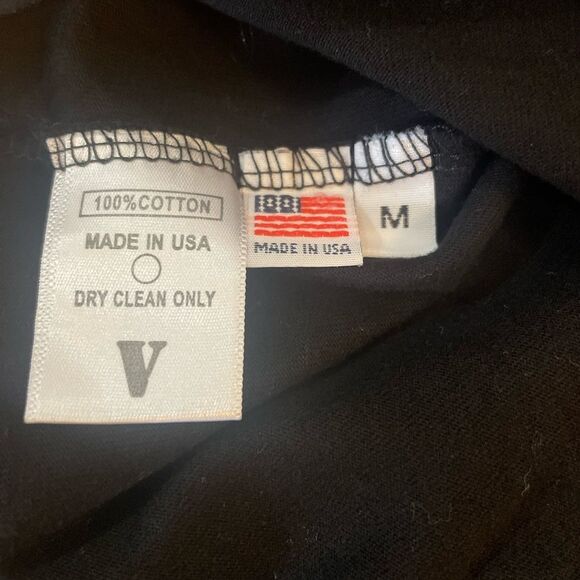 100%COTTON
MADE IN USA
DRY CLEAN ONLY
V
MADE IN USA
M